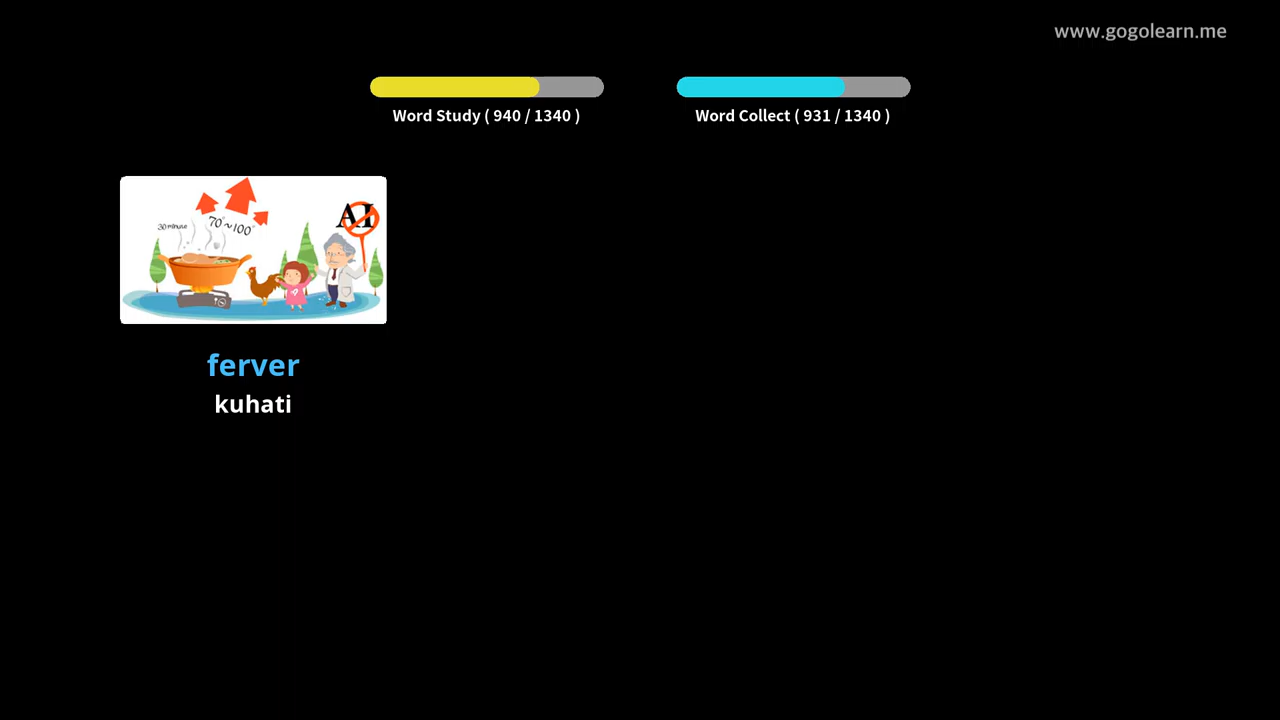 www.gogolearn.me
Word Study ( 940 / 1340 )
Word Collect ( 931 / 1340 )
30 minute
70°~100°
AI
ferver
kuhati